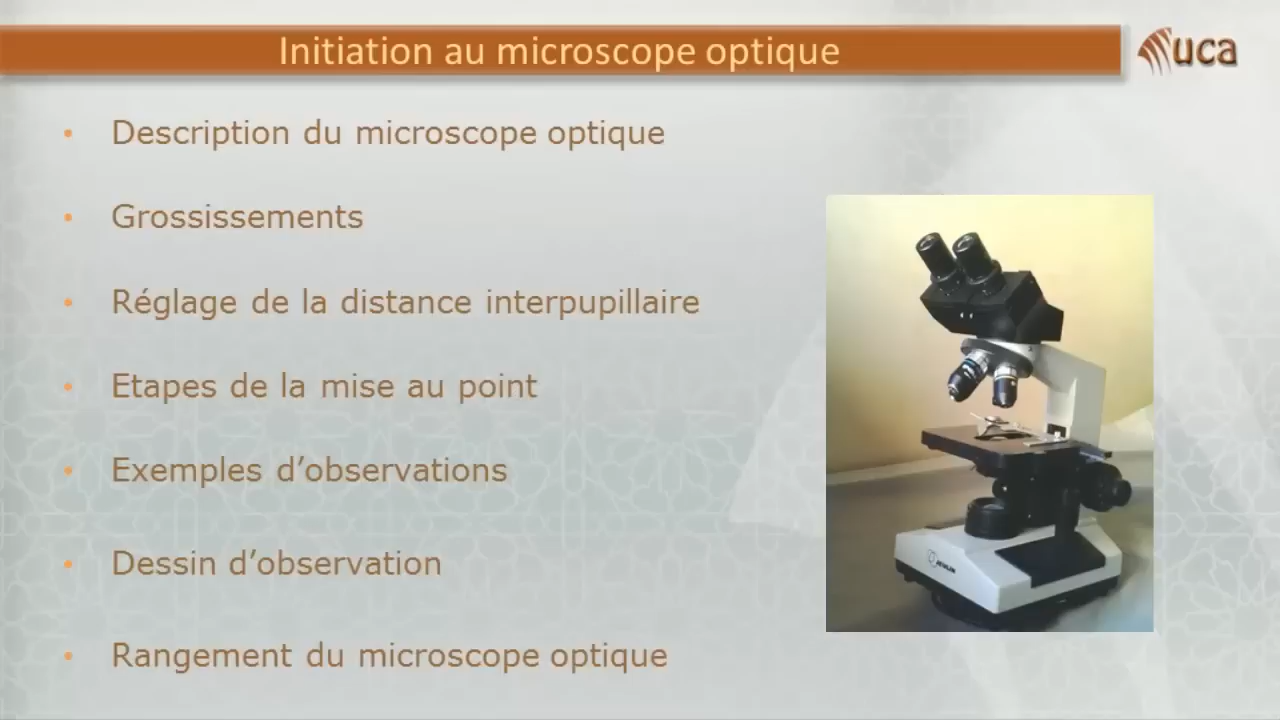 Initiation au microscope optique
uca
• Description du microscope optique
• Grossissements
• Réglage de la distance interpupillaire
• Etapes de la mise au point
• Exemples d’observations
• Dessin d’observation
• Rangement du microscope optique